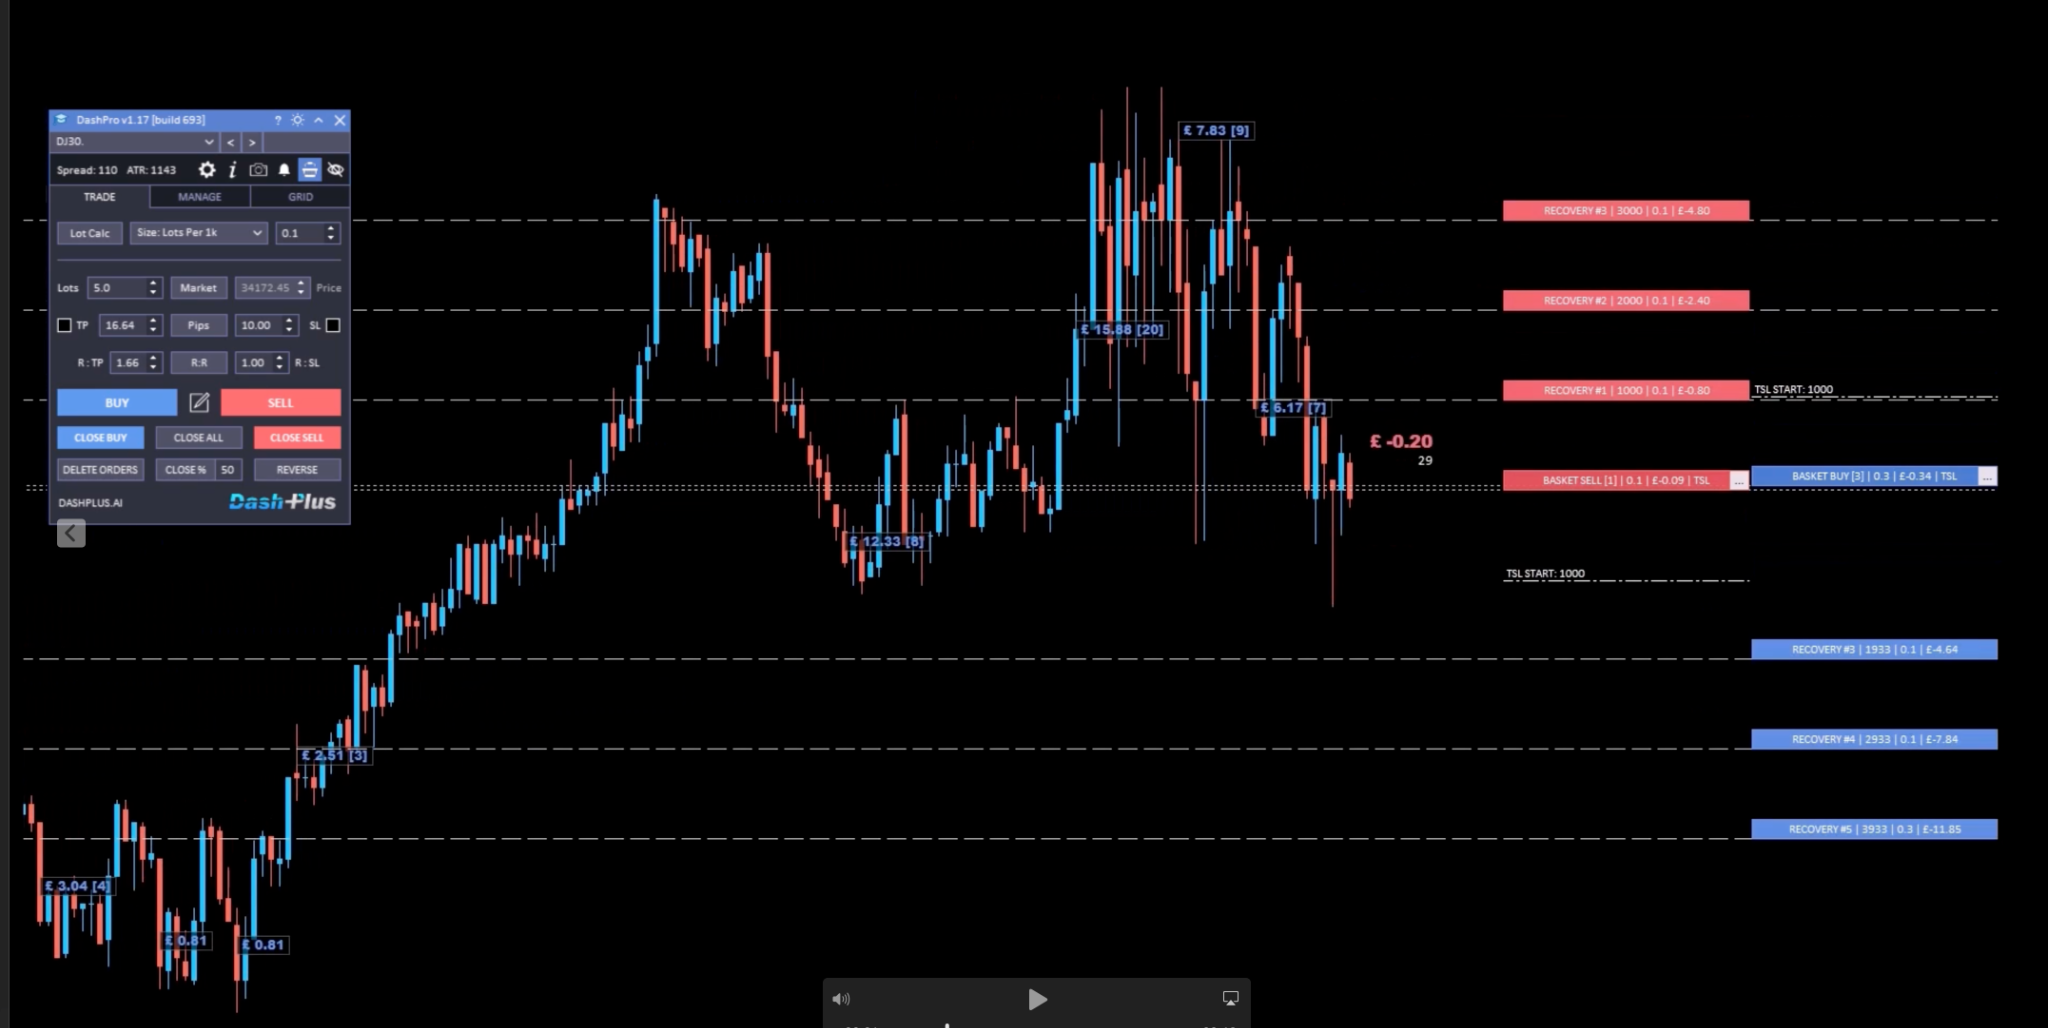 DashPro v1.17 [build 693] ?
DJ30. < >
Spread: 110 ATR: 1143 i
TRADE MANAGE GRID
Lot Calc Size: Lots Per 1k 0.1
Lots 5.0 Market 34172.45 Price
TP 16.64 Pips 10.00 SL
R : TP 1.66 R:R 1.00 R : SL
BUY SELL
CLOSE BUY CLOSE ALL CLOSE SELL
DELETE ORDERS CLOSE % 50 REVERSE
DASHPLUS.AI Dash-Plus
£ 7.83 [9]
RECOVERY #3 | 3000 | 0.1 | £-4.80
RECOVERY #2 | 2000 | 0.1 | £-2.40
£ 15.88 [20]
RECOVERY #1 | 1000 | 0.1 | £-0.80
TSL START: 1000
£ 6.17 [7]
£ -0.20
29
BASKET SELL [1] | 0.1 | £-0.09 | TSL ...
BASKET BUY [3] | 0.3 | £-0.34 | TSL ...
£ 12.33 [8]
TSL START: 1000
RECOVERY #3 | 1933 | 0.1 | £-4.64
RECOVERY #4 | 2933 | 0.1 | £-7.84
£ 2.51 [3]
RECOVERY #5 | 3933 | 0.3 | £-11.85
£ 3.04 [4]
£ 0.81
£ 0.81